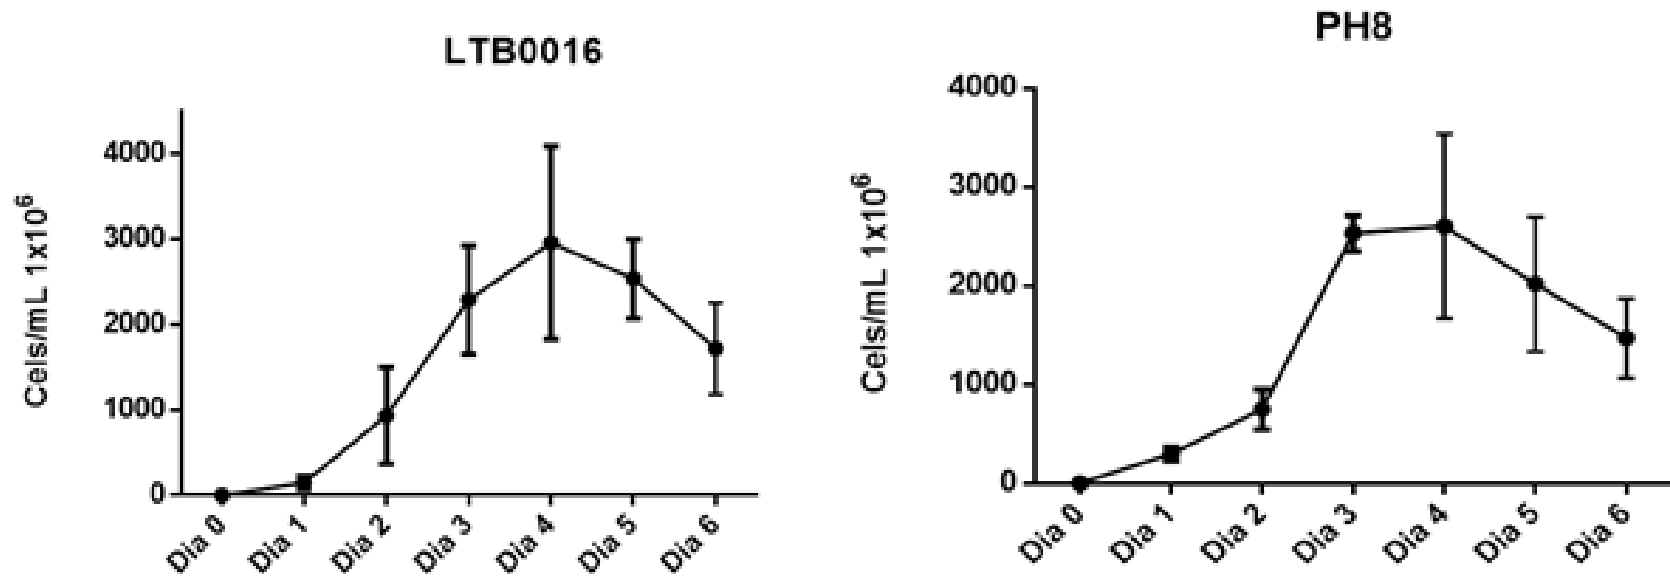 LTB0016
Cels/mL 1x10⁶
4000
3000
2000
1000
0
Dia 0
Dia 1
Dia 2
Dia 3
Dia 4
Dia 5
Dia 6
PH8
Cels/mL 1x10⁶
4000
3000
2000
1000
0
Dia 0
Dia 1
Dia 2
Dia 3
Dia 4
Dia 5
Dia 6